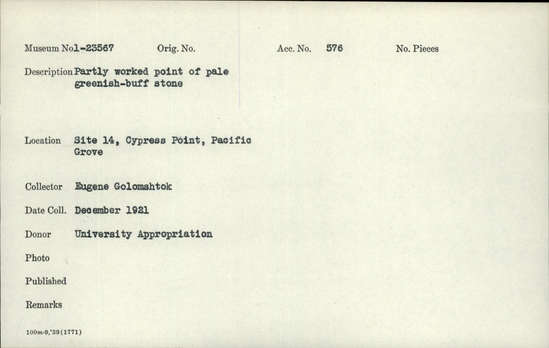 Museum No.1-23567 Orig. No. Acc. No. 576 No. Pieces
Description Partly worked point of pale
greenish-buff stone
Location Site 14, Cypress Point, Pacific
Grove
Collector Eugene Golomshtok
Date Coll. December 1921
Donor University Appropriation
Photo
Published
Remarks
100m-9,'39(1771)